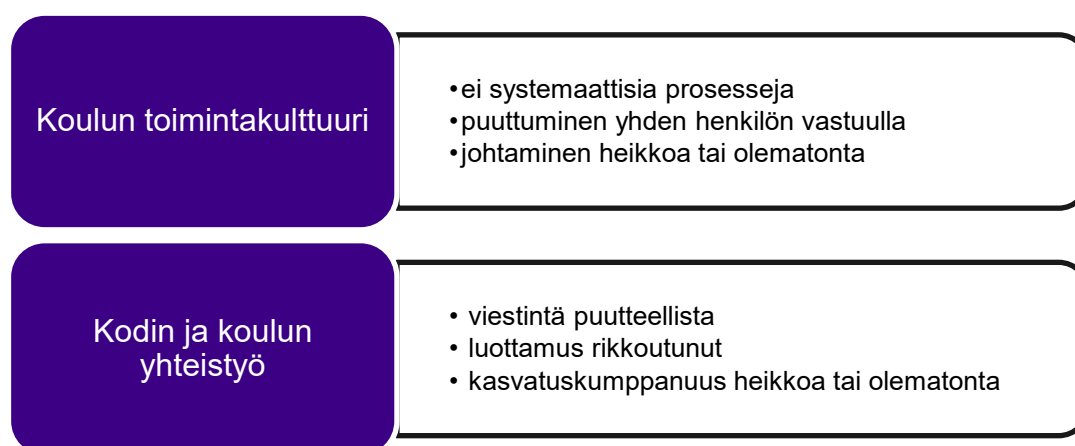 Koulun toimintakulttuuri
•ei systemaattisia prosesseja
•puuttuminen yhden henkilön vastuulla
•johtaminen heikkoa tai olematonta
Kodin ja koulun
yhteistyö
• viestintä puutteellista
• luottamus rikkoutunut
• kasvatuskumppanuus heikkoa tai olematonta